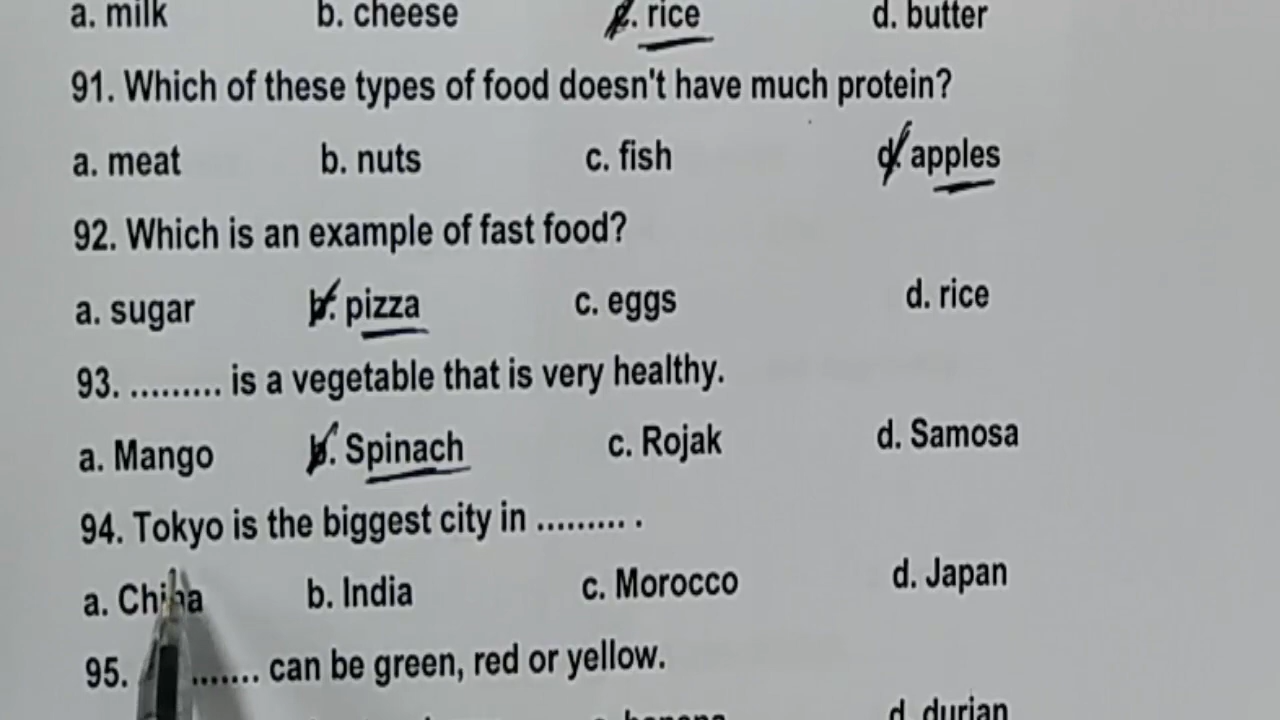 a. milk b. cheese c. rice d. butter
91. Which of these types of food doesn't have much protein?
a. meat b. nuts c. fish d. apples
92. Which is an example of fast food?
a. sugar b. pizza c. eggs d. rice
93. ......... is a vegetable that is very healthy.
a. Mango b. Spinach c. Rojak d. Samosa
94. Tokyo is the biggest city in ......... .
a. China b. India c. Morocco d. Japan
95. ....... can be green, red or yellow.
banana d. durian